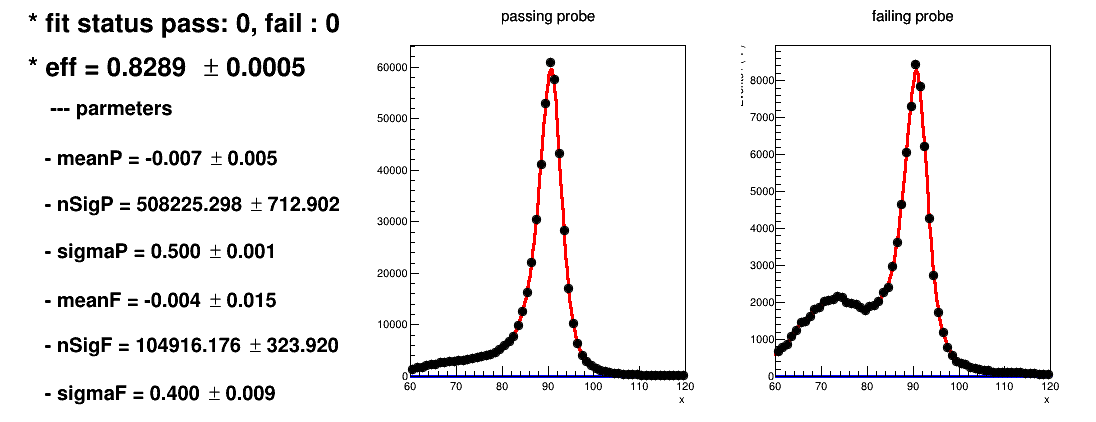 * fit status pass: 0, fail : 0
* eff = 0.8289 ± 0.0005
--- parmeters
- meanP = -0.007 ± 0.005
- nSigP = 508225.298 ± 712.902
- sigmaP = 0.500 ± 0.001
- meanF = -0.004 ± 0.015
- nSigF = 104916.176 ± 323.920
- sigmaF = 0.400 ± 0.009
passing probe
60000
50000
40000
30000
20000
10000
0
60 70 80 90 100 110 120
x
failing probe
8000
7000
6000
5000
4000
3000
2000
1000
0
60 70 80 90 100 110 120
x